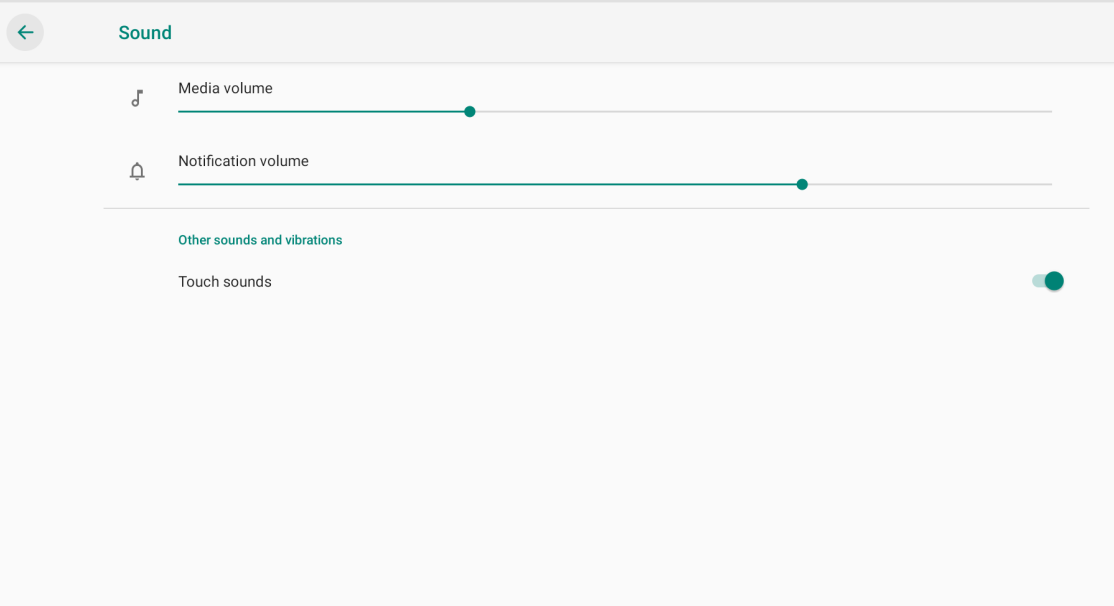 Sound
Media volume
Notification volume
Other sounds and vibrations
Touch sounds